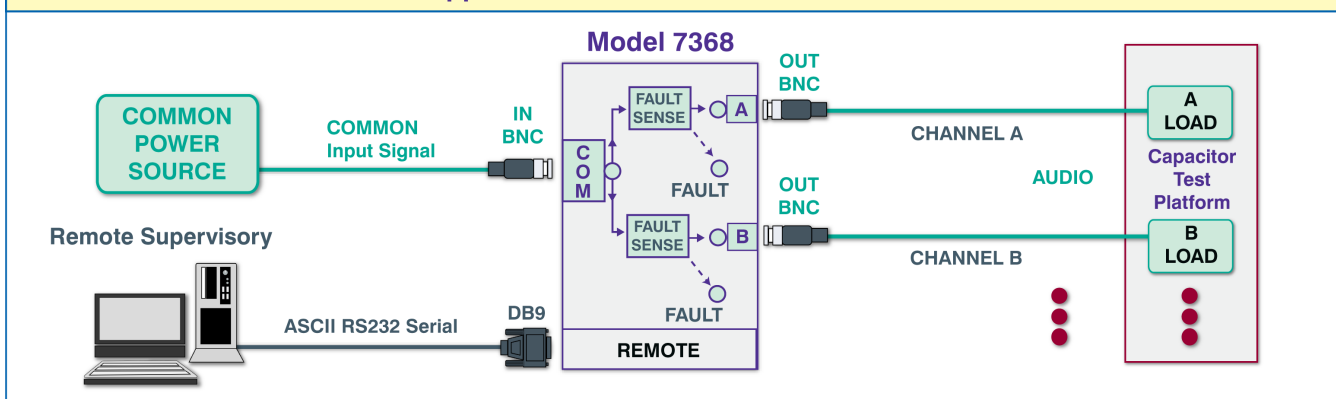 Model 7368
COMMON
POWER
SOURCE
COMMON
Input Signal
IN
BNC
C
O
M
FAULT
SENSE
A
FAULT
FAULT
SENSE
B
FAULT
REMOTE
OUT
BNC
CHANNEL A
OUT
BNC
CHANNEL B
AUDIO
A
LOAD
Capacitor
Test
Platform
B
LOAD
Remote Supervisory
ASCII RS232 Serial
DB9